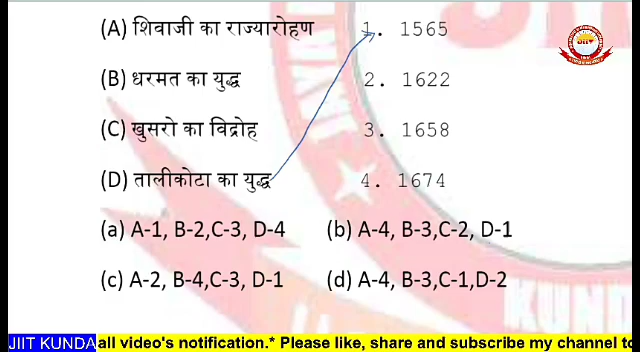 (A) शिवाजी का राज्यारोहण 1. 1565
(B) धरमत का युद्ध 2. 1622
(C) खुसरो का विद्रोह 3. 1658
(D) तालीकोटा का युद्ध 4. 1674
(a) A-1, B-2,C-3, D-4 (b) A-4, B-3,C-2, D-1
(c) A-2, B-4,C-3, D-1 (d) A-4, B-3,C-1,D-2
JIIT KUNDA all video's notification.* Please like, share and subscribe my channel to